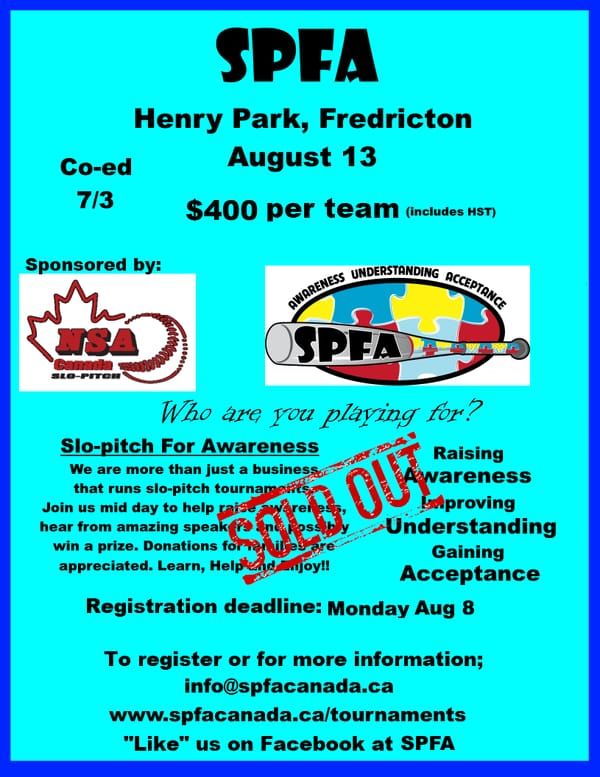 SPFA
Henry Park, Fredricton
August 13
Co-ed
7/3
$400 per team (includes HST)
Sponsored by:
NSA
Canada
SLO-PITCH
AWARENESS UNDERSTANDING ACCEPTANCE
SPFA
Who are you playing for?
Slo-pitch For Awareness
We are more than just a business
that runs slo-pitch tournaments.
Join us mid day to help raise awareness,
hear from amazing speakers and possibly
win a prize. Donations for families are
appreciated. Learn, Help and Enjoy!!
SOLD OUT
Raising
Awareness
Improving
Understanding
Gaining
Acceptance
Registration deadline: Monday Aug 8
To register or for more information;
info@spfacanada.ca
www.spfacanada.ca/tournaments
"Like" us on Facebook at SPFA